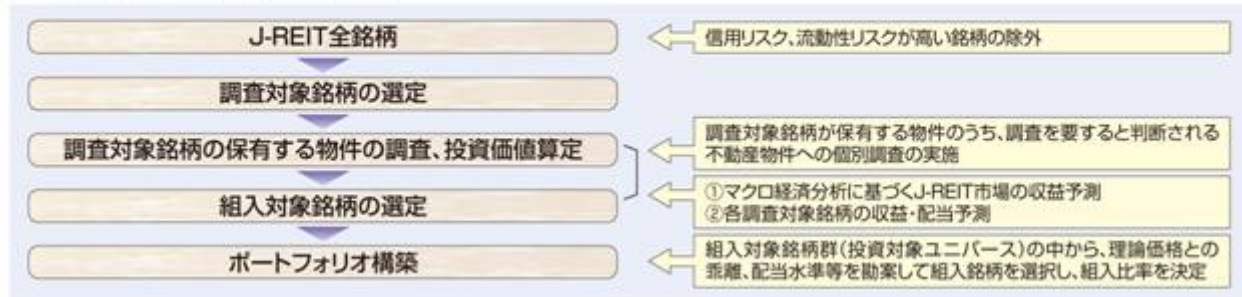 J-REIT全銘柄
信用リスク、流動性リスクが高い銘柄の除外
調査対象銘柄の選定
調査対象銘柄の保有する物件の調査、投資価値算定
調査対象銘柄が保有する物件のうち、調査を要すると判断される
不動産物件への個別調査の実施
組入対象銘柄の選定
①マクロ経済分析に基づくJ-REIT市場の収益予測
②各調査対象銘柄の収益・配当予測
ポートフォリオ構築
組入対象銘柄群(投資対象ユニバース)の中から、理論価格との
乖離、配当水準等を勘案して組入銘柄を選択し、組入比率を決定